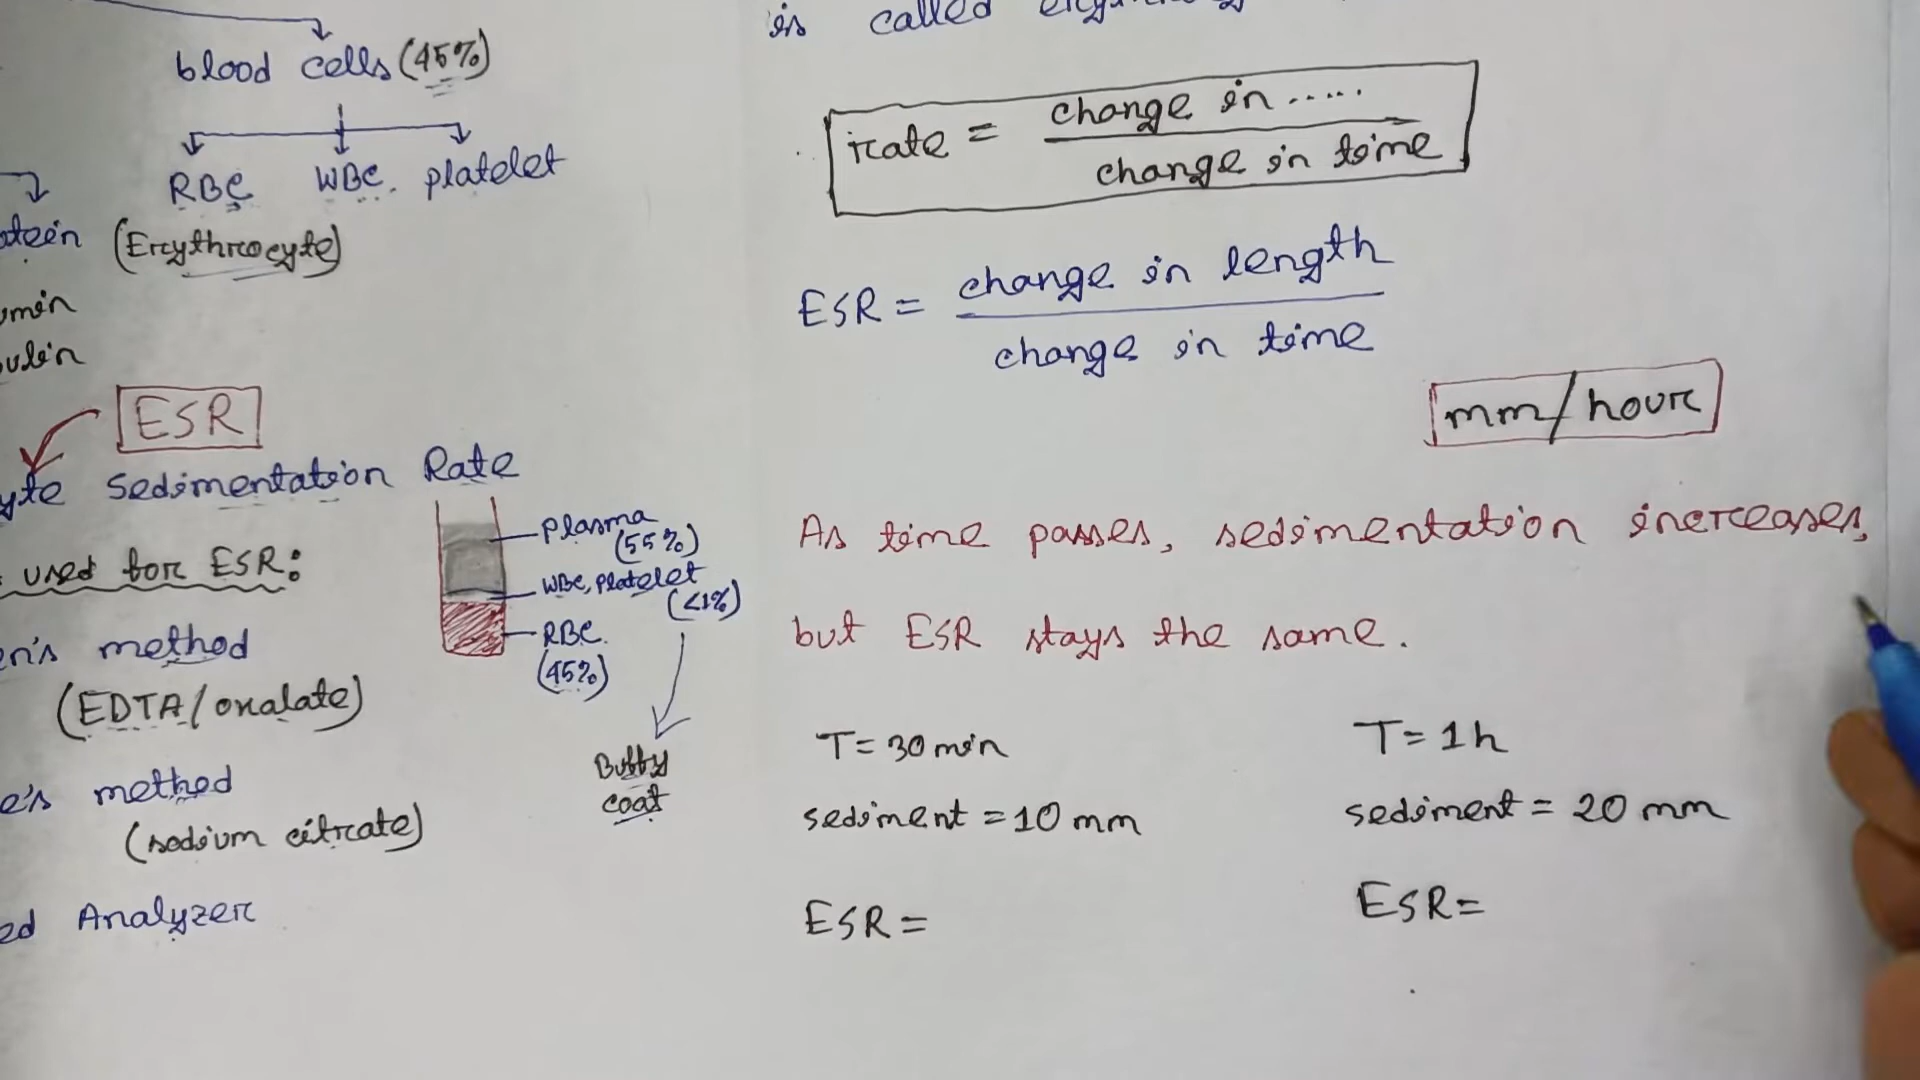 blood cells (45%)
RBC WBC. platelet
(Erythrocyte)
ESR
Sedimentation Rate
used for ESR:
method
(EDTA/oxalate)
method
(sodium citrate)
Analyzer
plasma
(55%)
WBC, platelet
(<1%)
RBC.
(45%)
Buffy
coat
is called
rate = change in .....
change in time
ESR = change in length
change in time
mm/hour
As time passes, sedimentation increases,
but ESR stays the same.
T = 30 min
sediment = 10 mm
ESR =
T = 1h
sediment = 20 mm
ESR =